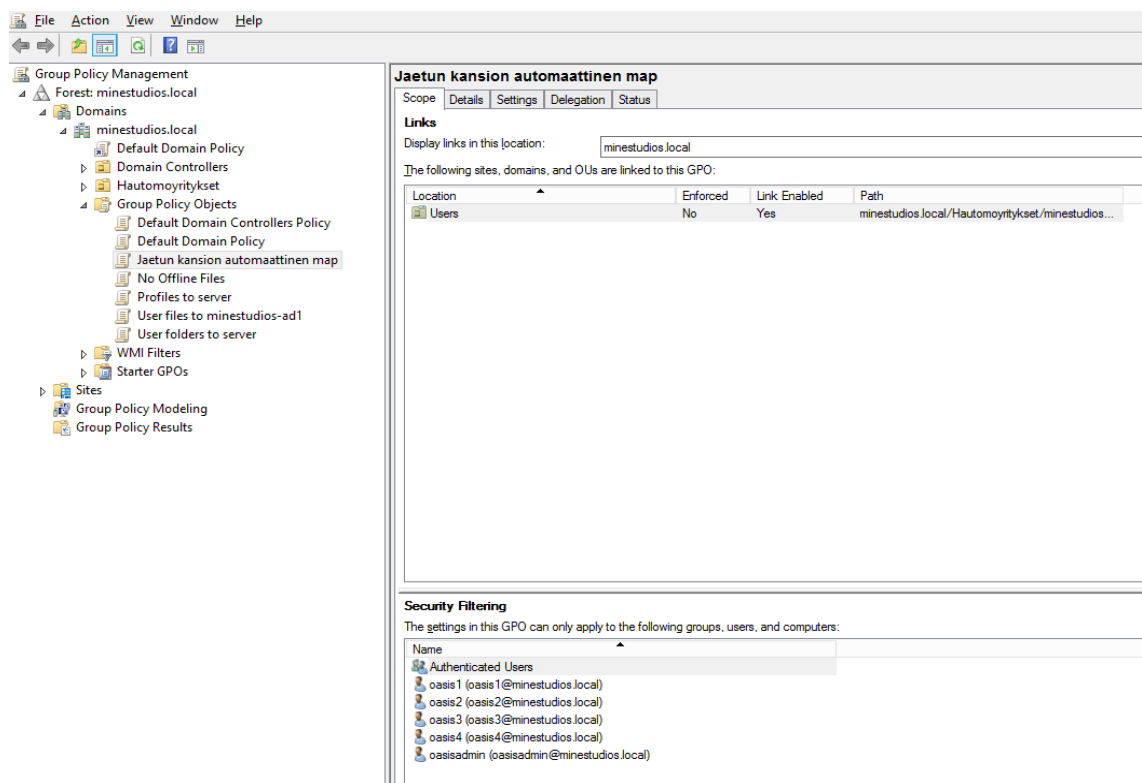 File Action View Window Help
Group Policy Management
Forest: minestudios.local
Domains
minestudios.local
Default Domain Policy
Domain Controllers
Hautomoyritykset
Group Policy Objects
Default Domain Controllers Policy
Default Domain Policy
Jaetun kansion automaattinen map
No Offline Files
Profiles to server
User files to minestudios-ad1
User folders to server
WMI Filters
Starter GPOs
Sites
Group Policy Modeling
Group Policy Results
Jaetun kansion automaattinen map
Scope Details Settings Delegation Status
Links
Display links in this location: minestudios.local
The following sites, domains, and OUs are linked to this GPO:
Location Enforced Link Enabled Path
Users No Yes minestudios.local/Hautomoyritykset/minestudios...
Security Filtering
The settings in this GPO can only apply to the following groups, users, and computers:
Name
Authenticated Users
oasis1 (oasis1@minestudios.local)
oasis2 (oasis2@minestudios.local)
oasis3 (oasis3@minestudios.local)
oasis4 (oasis4@minestudios.local)
oasisadmin (oasisadmin@minestudios.local)